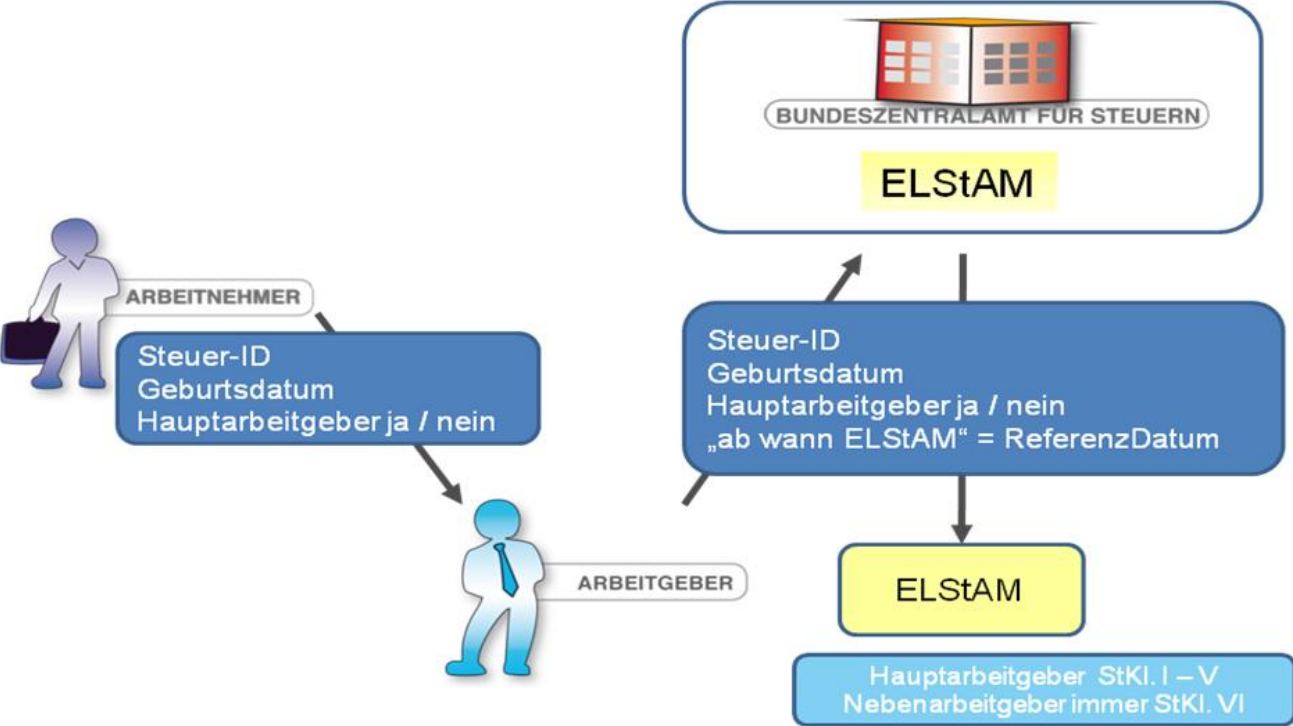 BUNDESZENTRALAMT FÜR STEUERN
ELStAM
ARBEITNEHMER
Steuer-ID
Geburtsdatum
Hauptarbeitgeber ja / nein
Steuer-ID
Geburtsdatum
Hauptarbeitgeber ja / nein
„ab wann ELStAM“ = ReferenzDatum
ARBEITGEBER
ELStAM
Hauptarbeitgeber StKl. I – V
Nebenarbeitgeber immer StKl. VI